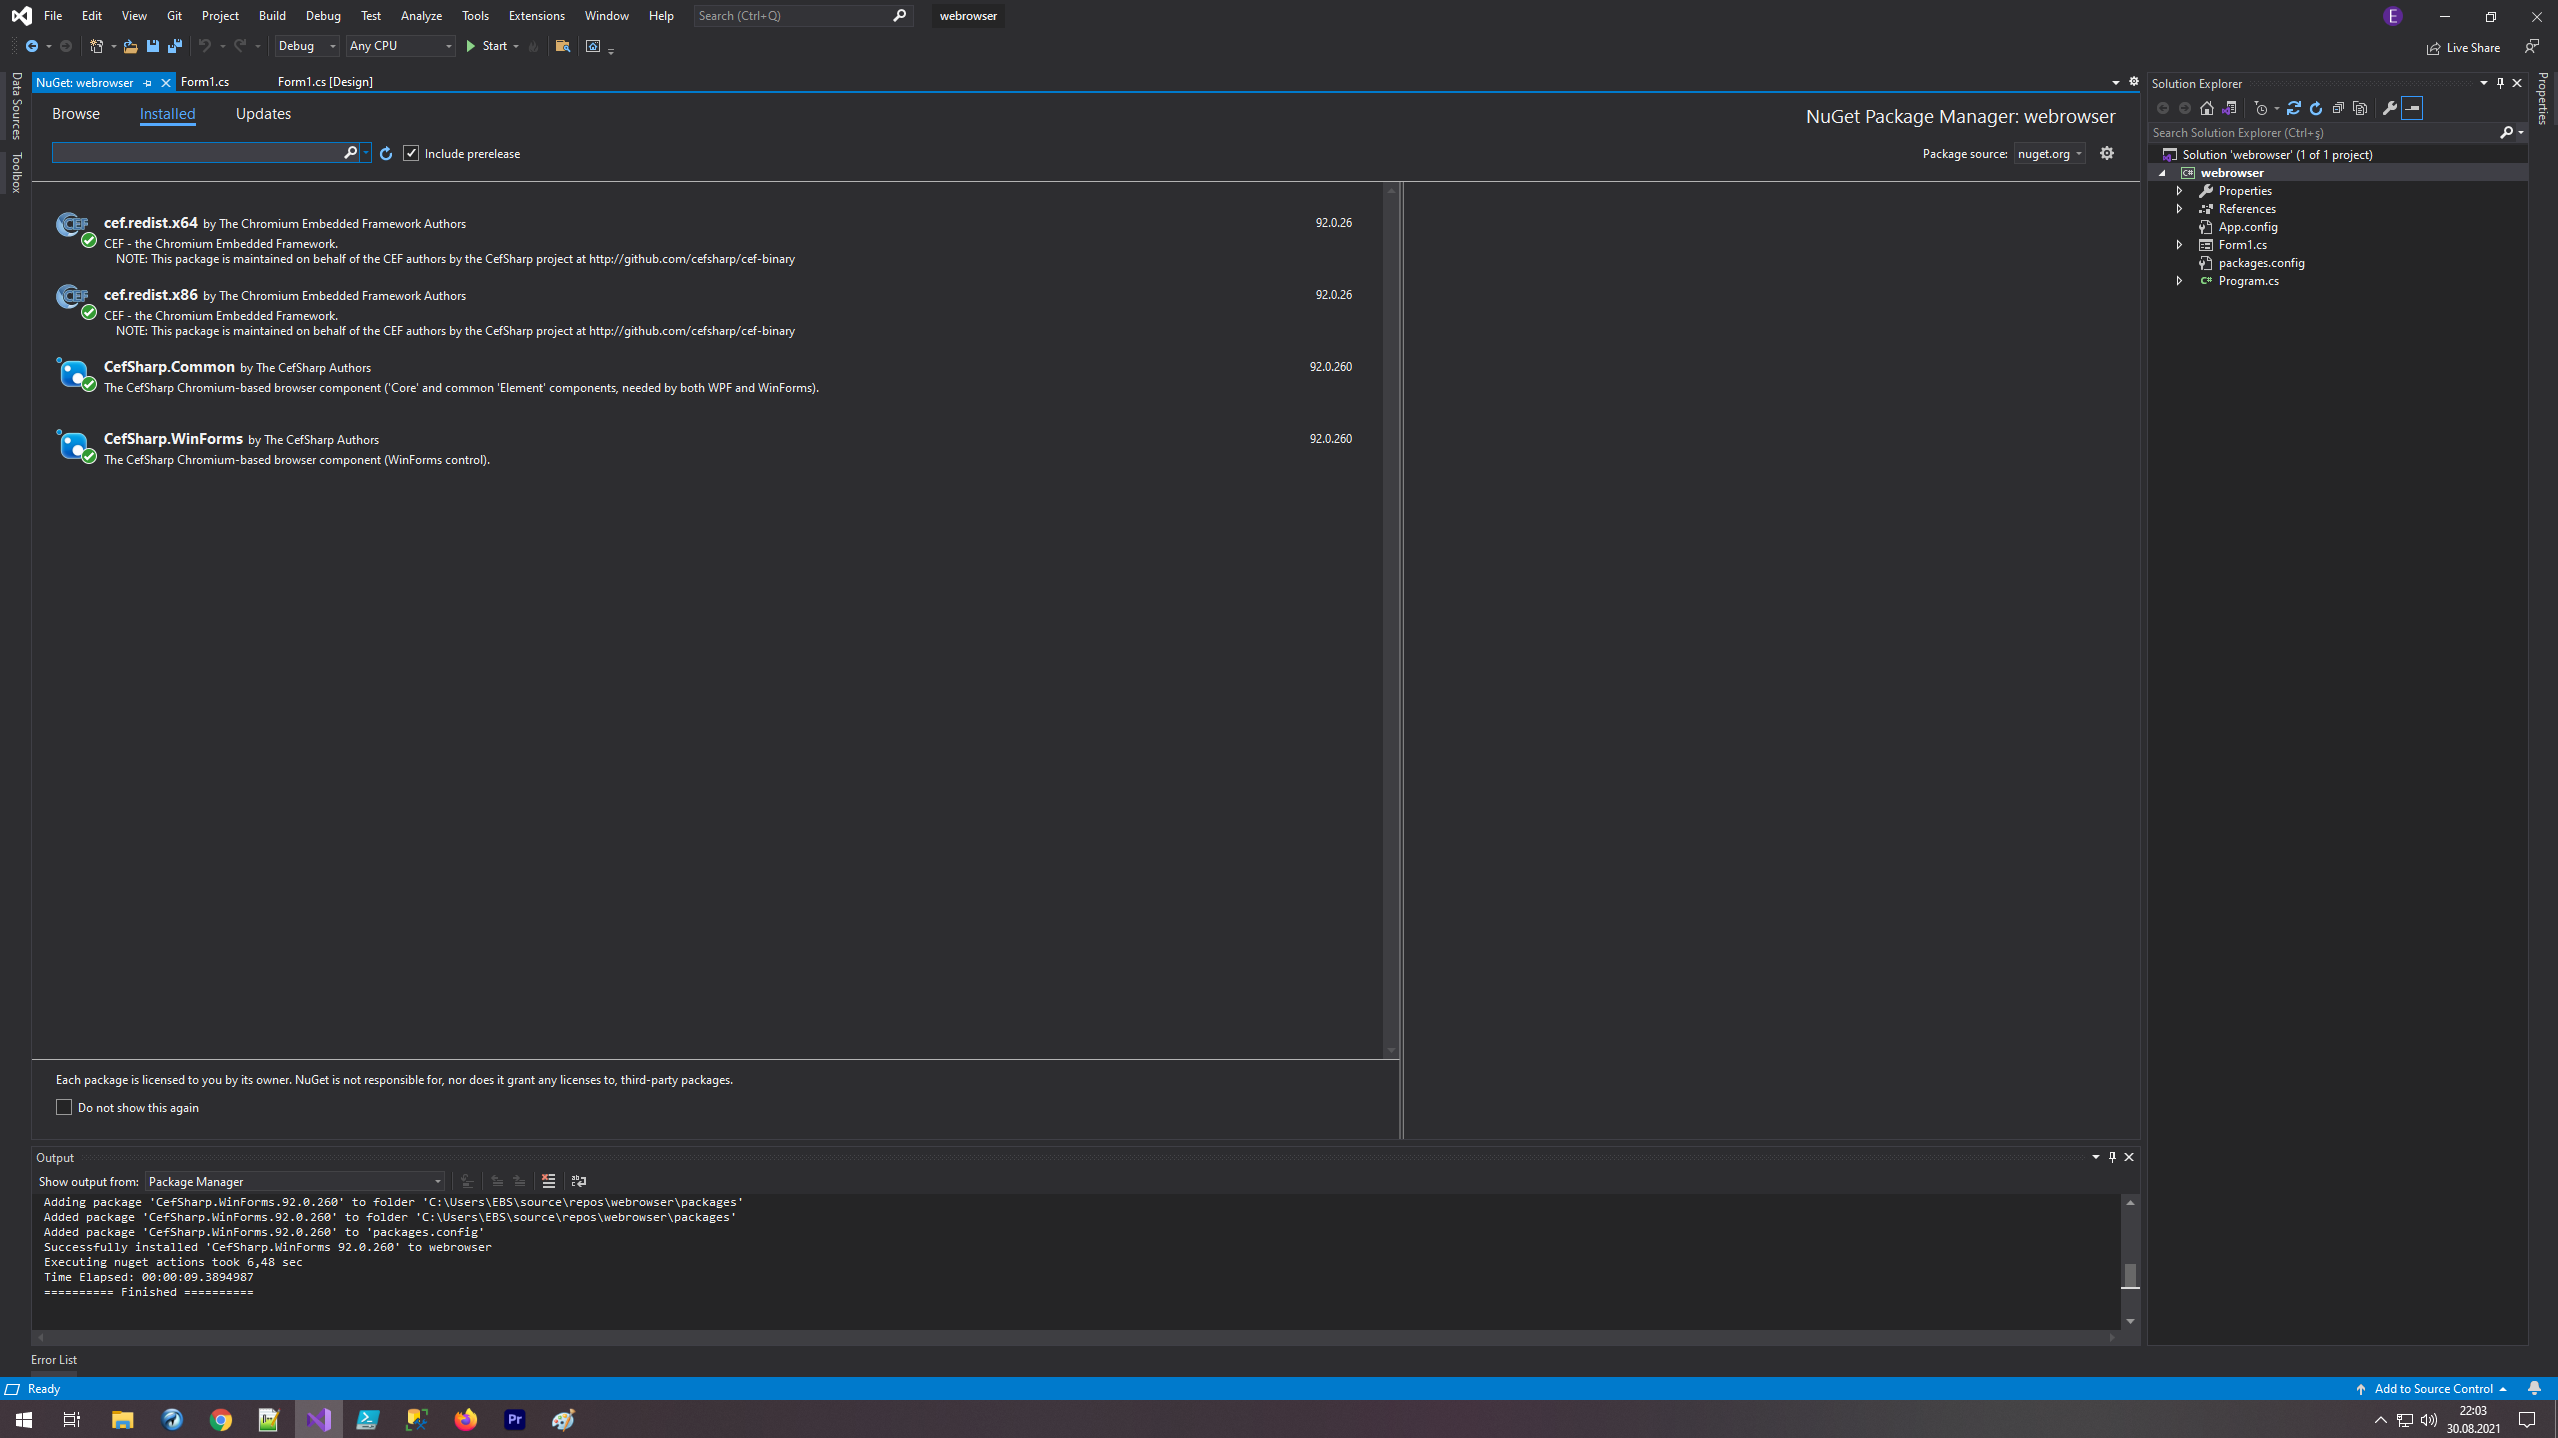 File Edit View Git Project Build Debug Test Analyze Tools Extensions Window Help Search (Ctrl+Q) webrowser E
Debug Any CPU Start Live Share
Data Sources
Toolbox
NuGet: webrowser Form1.cs Form1.cs [Design]
Browse Installed Updates
NuGet Package Manager: webrowser
Include prerelease
Package source: nuget.org
cef.redist.x64 by The Chromium Embedded Framework Authors 92.0.26
CEF - the Chromium Embedded Framework.
NOTE: This package is maintained on behalf of the CEF authors by the CefSharp project at http://github.com/cefsharp/cef-binary
cef.redist.x86 by The Chromium Embedded Framework Authors 92.0.26
CEF - the Chromium Embedded Framework.
NOTE: This package is maintained on behalf of the CEF authors by the CefSharp project at http://github.com/cefsharp/cef-binary
CefSharp.Common by The CefSharp Authors 92.0.260
The CefSharp Chromium-based browser component ('Core' and common 'Element' components, needed by both WPF and WinForms).
CefSharp.WinForms by The CefSharp Authors 92.0.260
The CefSharp Chromium-based browser component (WinForms control).
Each package is licensed to you by its owner. NuGet is not responsible for, nor does it grant any licenses to, third-party packages.
Do not show this again
Output
Show output from: Package Manager
Adding package 'CefSharp.WinForms.92.0.260' to folder 'C:\Users\EBS\source\repos\webrowser\packages'
Added package 'CefSharp.WinForms.92.0.260' to folder 'C:\Users\EBS\source\repos\webrowser\packages'
Added package 'CefSharp.WinForms.92.0.260' to 'packages.config'
Successfully installed 'CefSharp.WinForms 92.0.260' to webrowser
Executing nuget actions took 6,48 sec
Time Elapsed: 00:00:09.3894987
========== Finished ==========
Error List
Solution Explorer
Search Solution Explorer (Ctrl+ş)
Solution 'webrowser' (1 of 1 project)
C# webrowser
Properties
References
App.config
Form1.cs
packages.config
C# Program.cs
Properties
Ready
Add to Source Control
Pr
22:03
30.08.2021